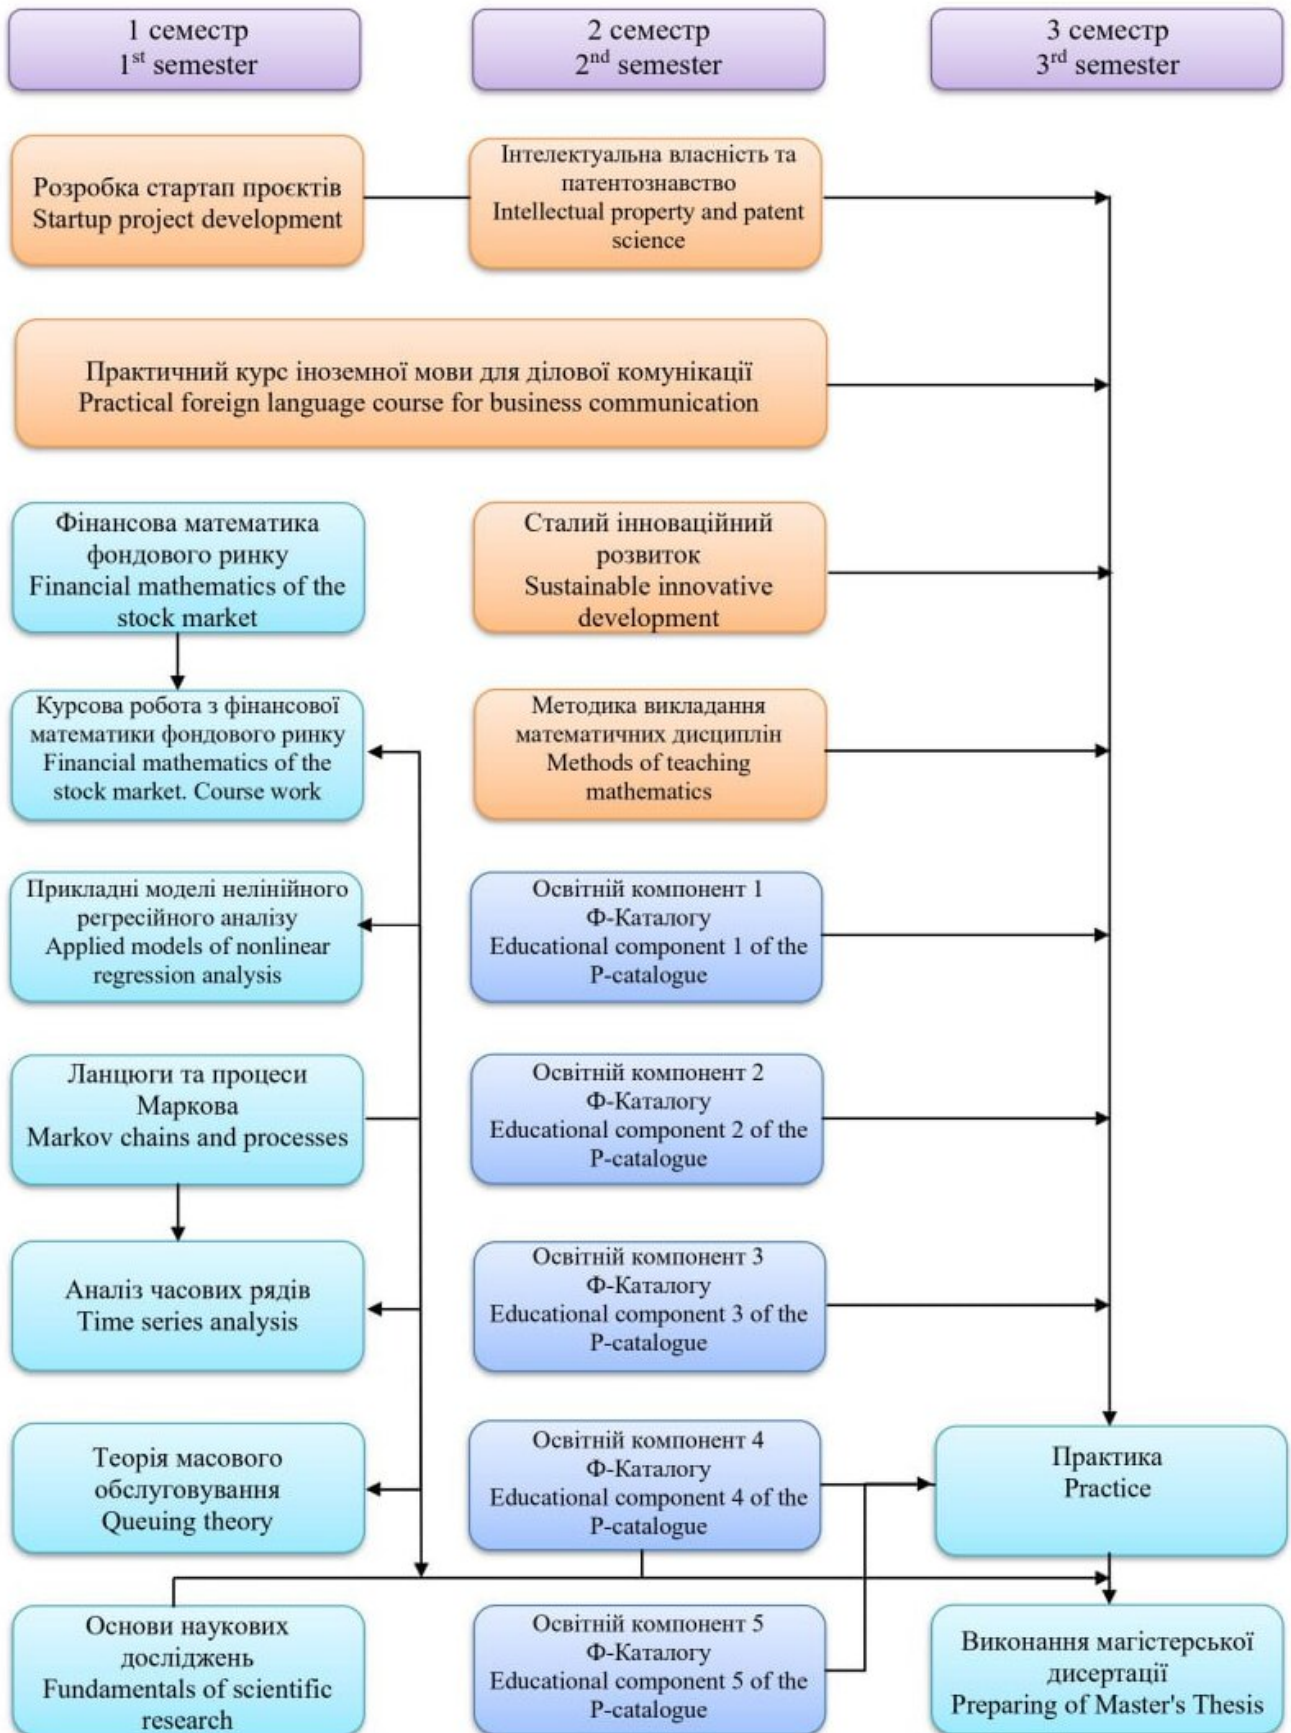 1 семестр
1st semester
2 семестр
2nd semester
3 семестр
3rd semester
Розробка стартап проєктів
Startup project development
Інтелектуальна власність та
патентознавство
Intellectual property and patent
science
Практичний курс іноземної мови для ділової комунікації
Practical foreign language course for business communication
Фінансова математика
фондового ринку
Financial mathematics of the
stock market
Сталий інноваційний
розвиток
Sustainable innovative
development
Курсова робота з фінансової
математики фондового ринку
Financial mathematics of the
stock market. Course work
Методика викладання
математичних дисциплін
Methods of teaching
mathematics
Прикладні моделі нелінійного
регресійного аналізу
Applied models of nonlinear
regression analysis
Освітній компонент 1
Ф-Каталогу
Educational component 1 of the
P-catalogue
Ланцюги та процеси
Маркова
Markov chains and processes
Освітній компонент 2
Ф-Каталогу
Educational component 2 of the
P-catalogue
Аналіз часових рядів
Time series analysis
Освітній компонент 3
Ф-Каталогу
Educational component 3 of the
P-catalogue
Теорія масового
обслуговування
Queuing theory
Освітній компонент 4
Ф-Каталогу
Educational component 4 of the
P-catalogue
Практика
Practice
Основи наукових
досліджень
Fundamentals of scientific
research
Освітній компонент 5
Ф-Каталогу
Educational component 5 of the
P-catalogue
Виконання магістерської
дисертації
Preparing of Master's Thesis